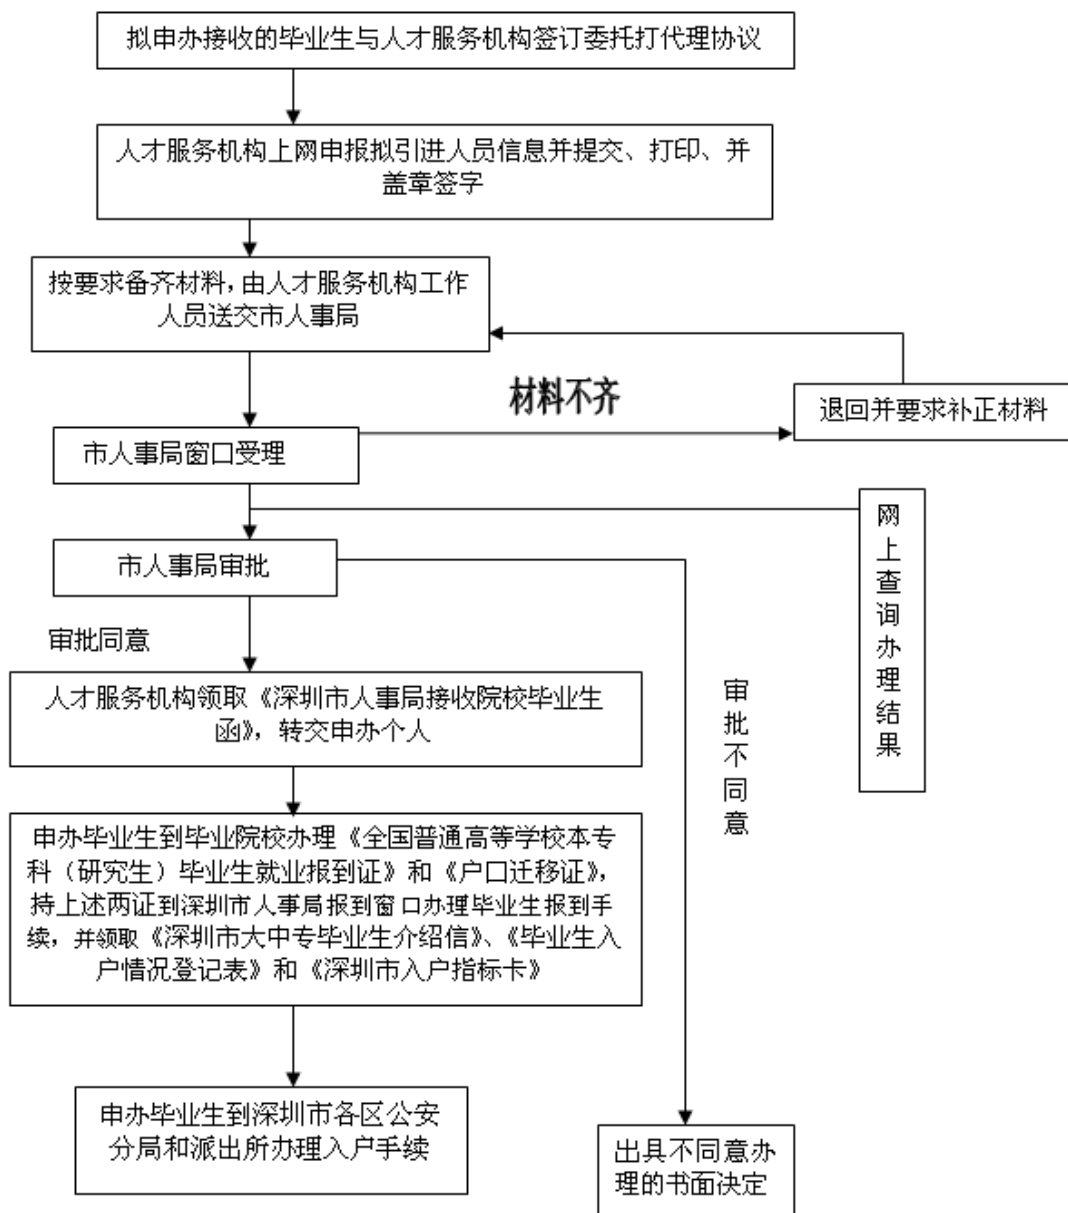 拟申办接收的毕业生与人才服务机构签订委托打代理协议
人才服务机构上网申报拟引进人员信息并提交、打印、并
盖章签字
按要求备齐材料，由人才服务机构工作
人员送交市人事局
材料不齐
退回并要求补正材料
市人事局窗口受理
网
上
查
询
办
理
结
果
市人事局审批
审批同意
审
批
不
同
意
人才服务机构领取《深圳市人事局接收院校毕业生
函》，转交申办个人
申办毕业生到毕业院校办理《全国普通高等学校本专
科（研究生）毕业生就业报到证》和《户口迁移证》，
持上述两证到深圳市人事局报到窗口办理毕业生报到手
续，并领取《深圳市大中专毕业生介绍信》、《毕业生入
户情况登记表》和《深圳市入户指标卡》
申办毕业生到深圳市各区公安
分局和派出所办理入户手续
出具不同意办
理的书面决定